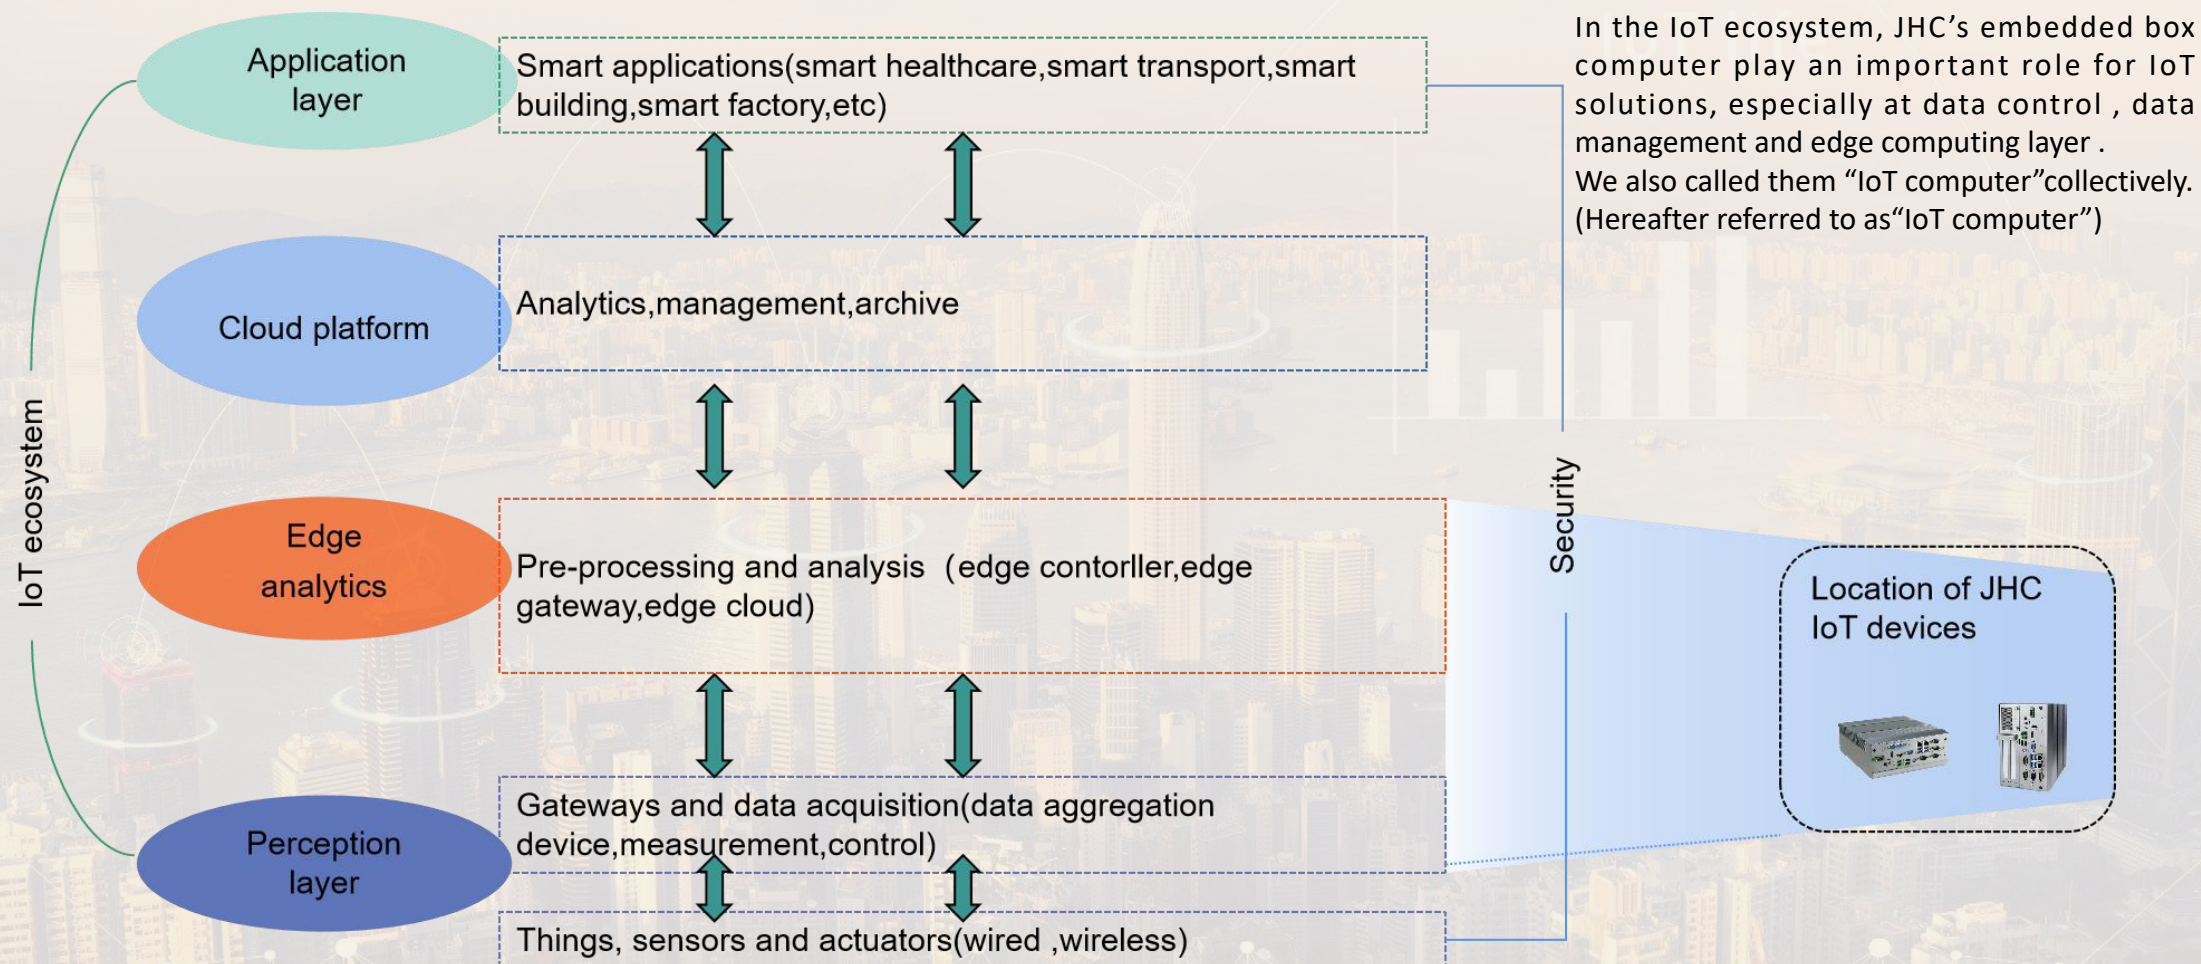 In the IoT ecosystem, JHC’s embedded box
computer play an important role for IoT
solutions, especially at data control , data
management and edge computing layer .
We also called them “IoT computer”collectively.
(Hereafter referred to as“IoT computer”)
IoT ecosystem
Application
layer
Smart applications(smart healthcare,smart transport,smart
building,smart factory,etc)
Cloud platform
Analytics,management,archive
Edge
analytics
Pre-processing and analysis（edge contorller,edge
gateway,edge cloud)
Perception
layer
Gateways and data acquisition(data aggregation
device,measurement,control)
Things, sensors and actuators(wired ,wireless)
Security
Location of JHC
IoT devices